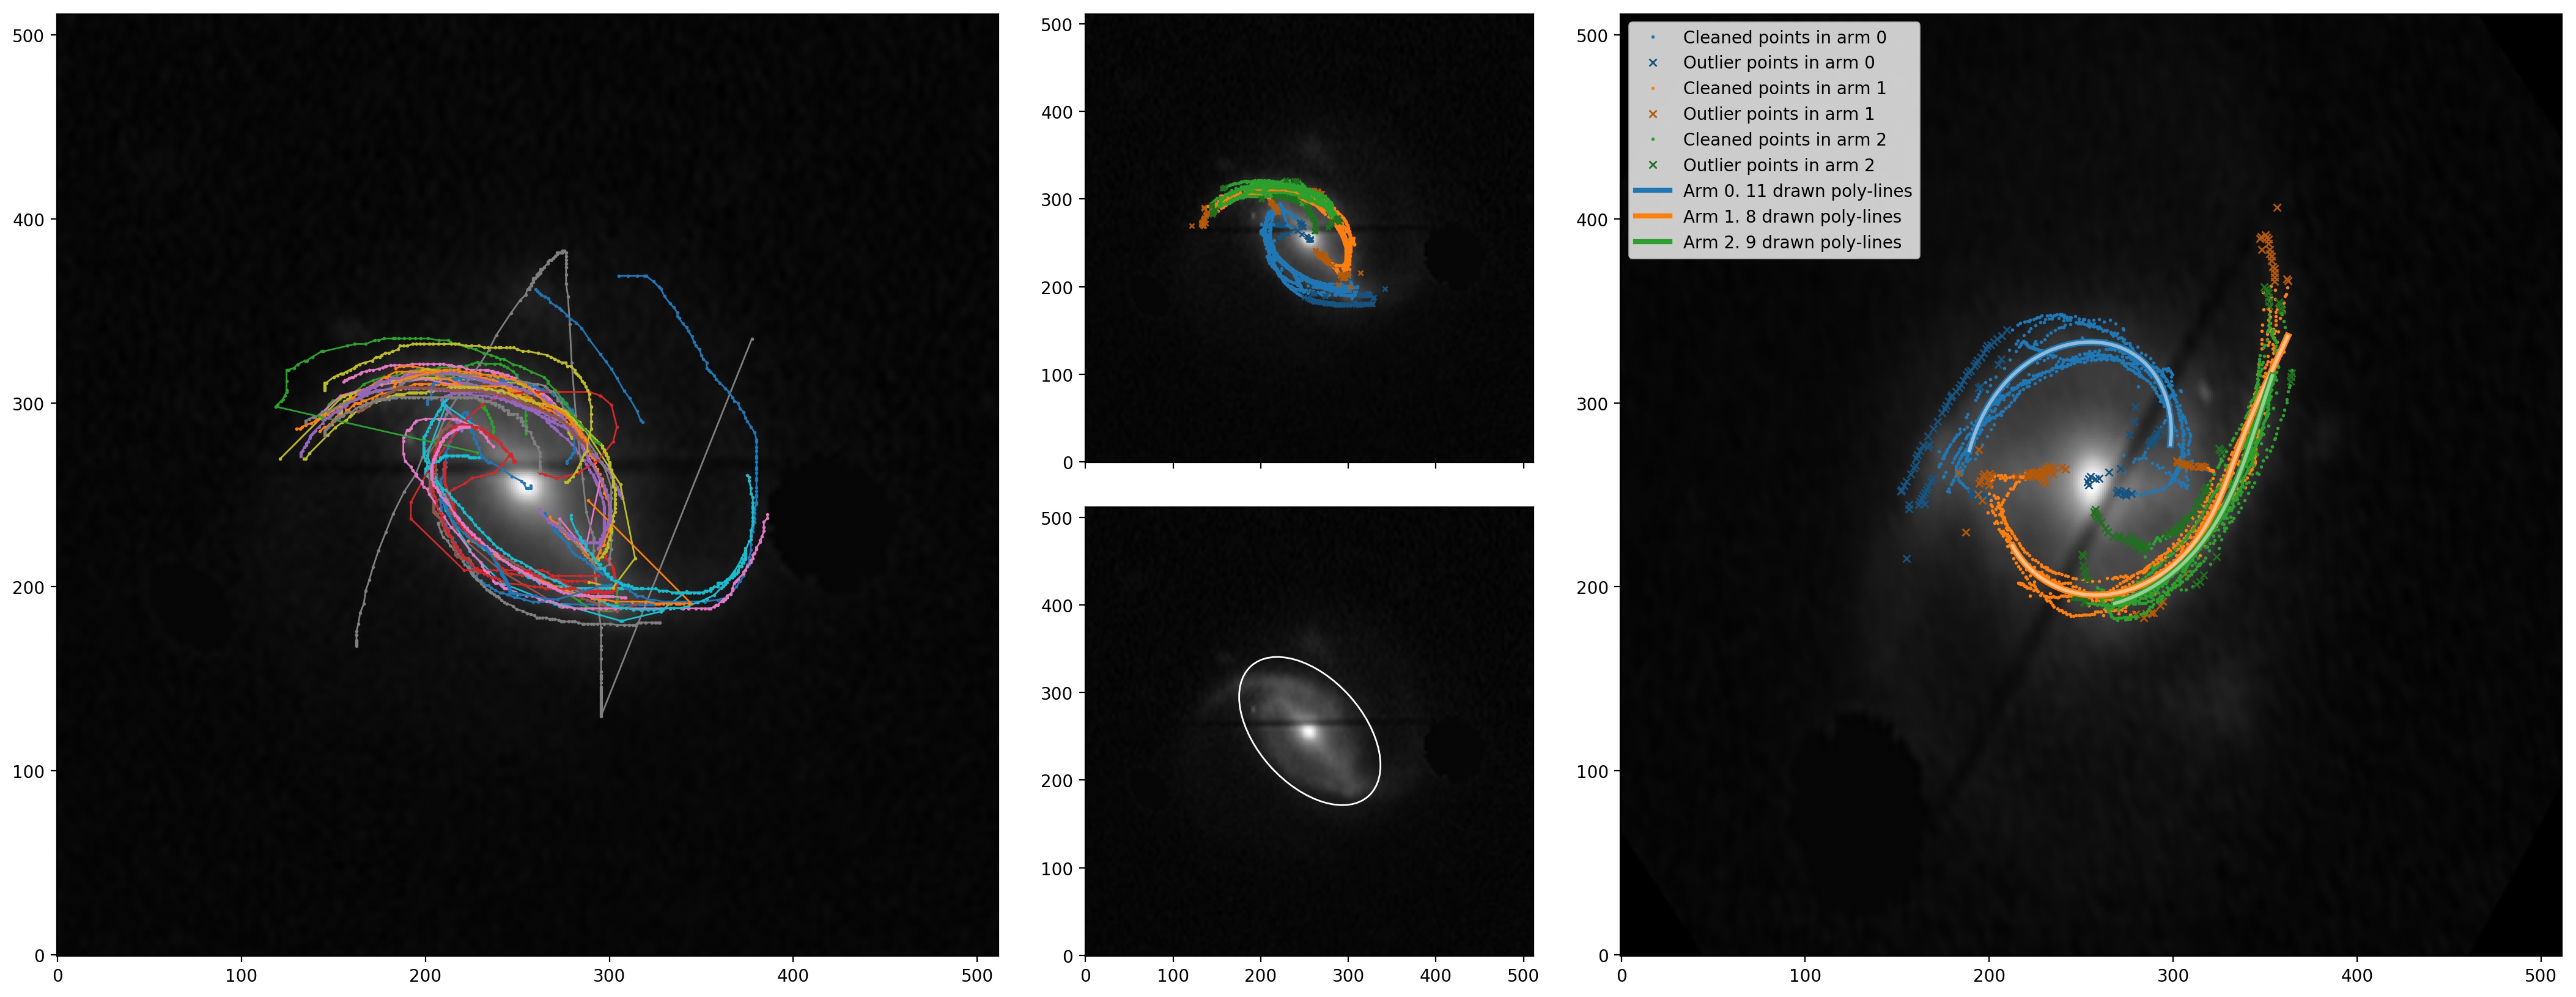 500
400
300
200
100
0
0 100 200 300 400 500
500
400
300
200
100
0
500
400
300
200
100
0
0 100 200 300 400 500
500
400
300
200
100
0
0 100 200 300 400 500
Cleaned points in arm 0
Outlier points in arm 0
Cleaned points in arm 1
Outlier points in arm 1
Cleaned points in arm 2
Outlier points in arm 2
Arm 0. 11 drawn poly-lines
Arm 1. 8 drawn poly-lines
Arm 2. 9 drawn poly-lines